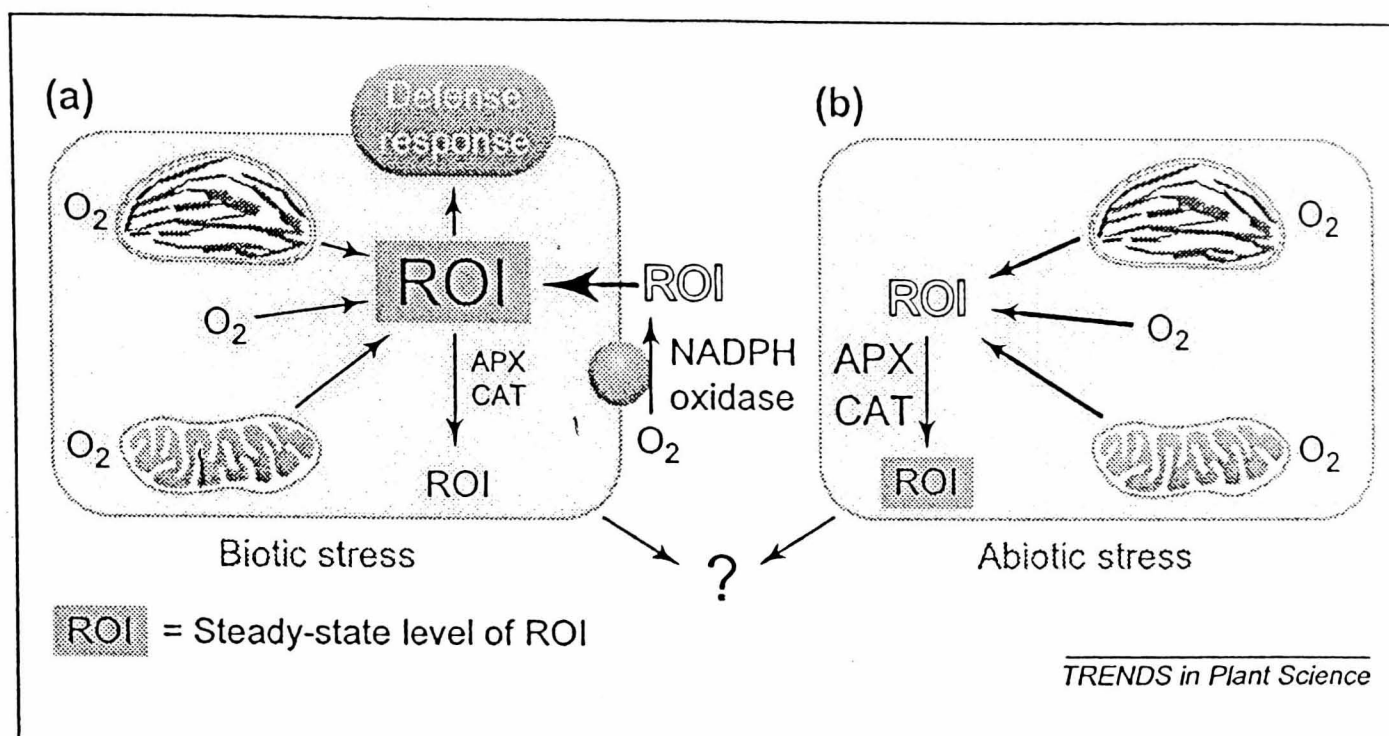 (a)
Defense
response
O2
ROI
ROI
O2
APX
CAT
NADPH
oxidase
O2
O2
ROI
Biotic stress
(b)
O2
ROI
O2
APX
CAT
ROI
O2
Abiotic stress
?
ROI = Steady-state level of ROI
TRENDS in Plant Science